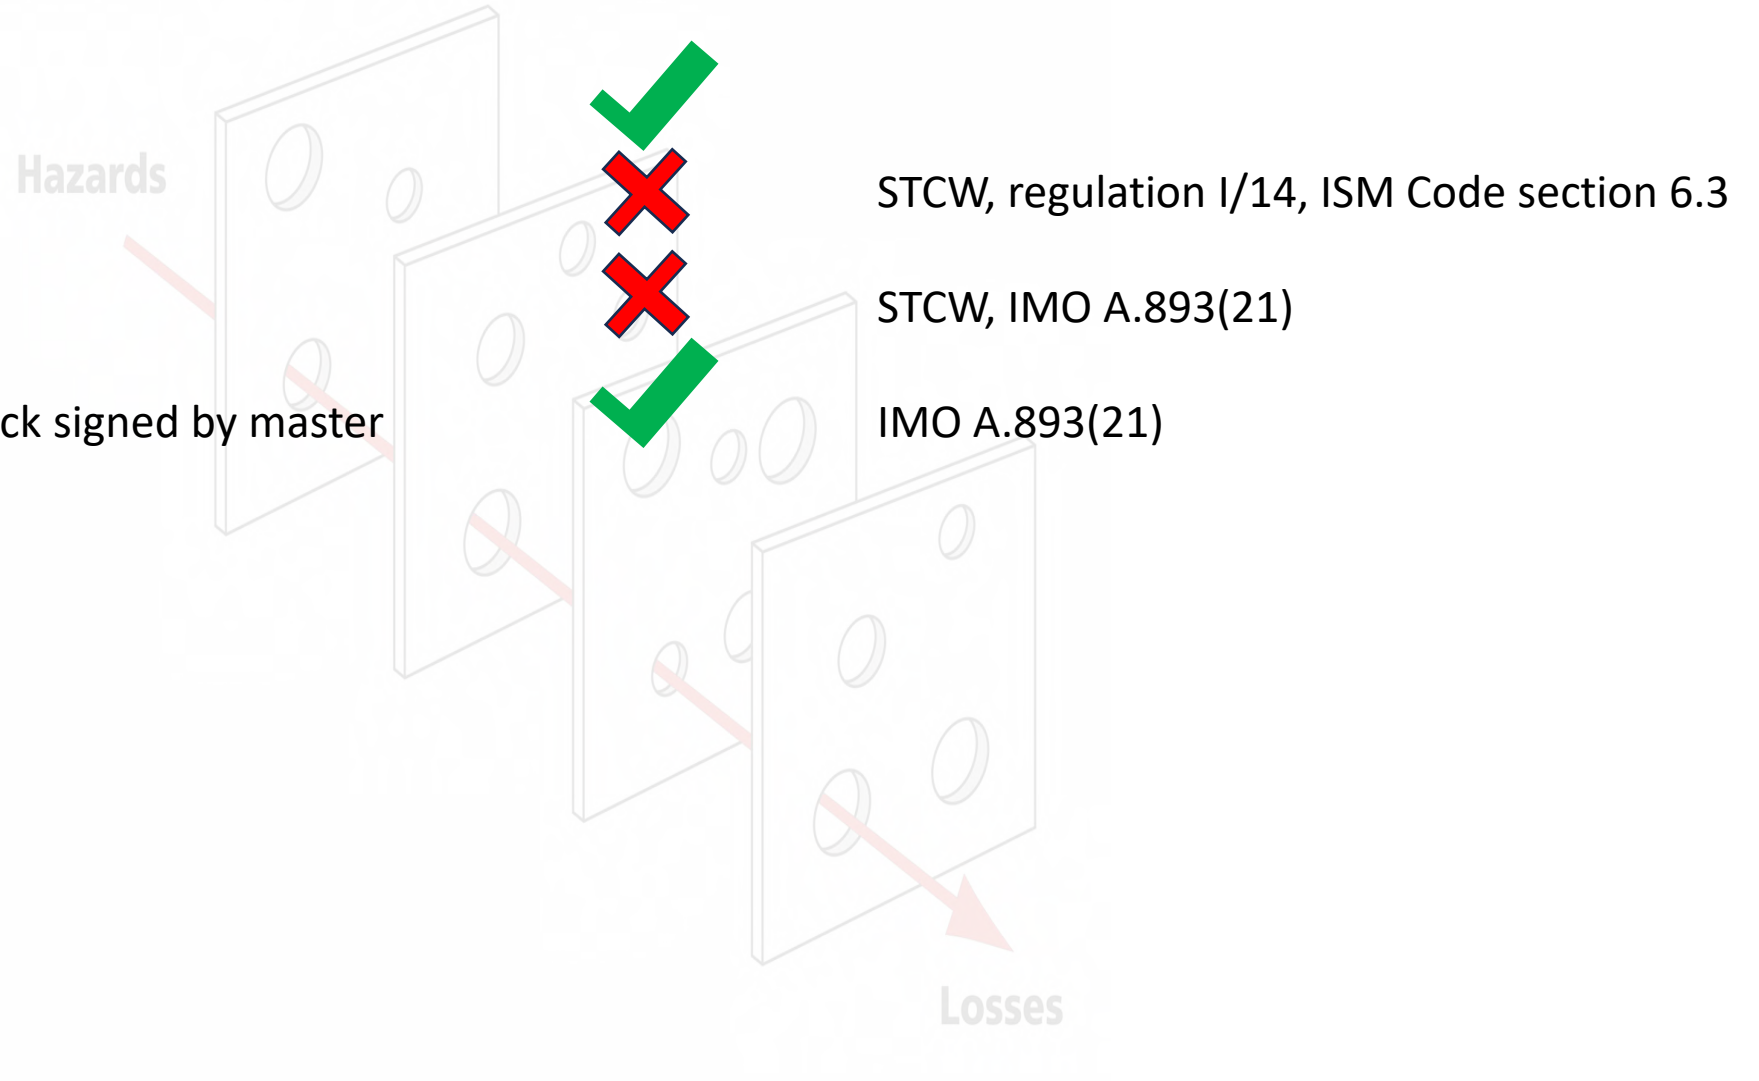 Hazards
STCW, regulation I/14, ISM Code section 6.3
STCW, IMO A.893(21)
ck signed by master IMO A.893(21)
Losses